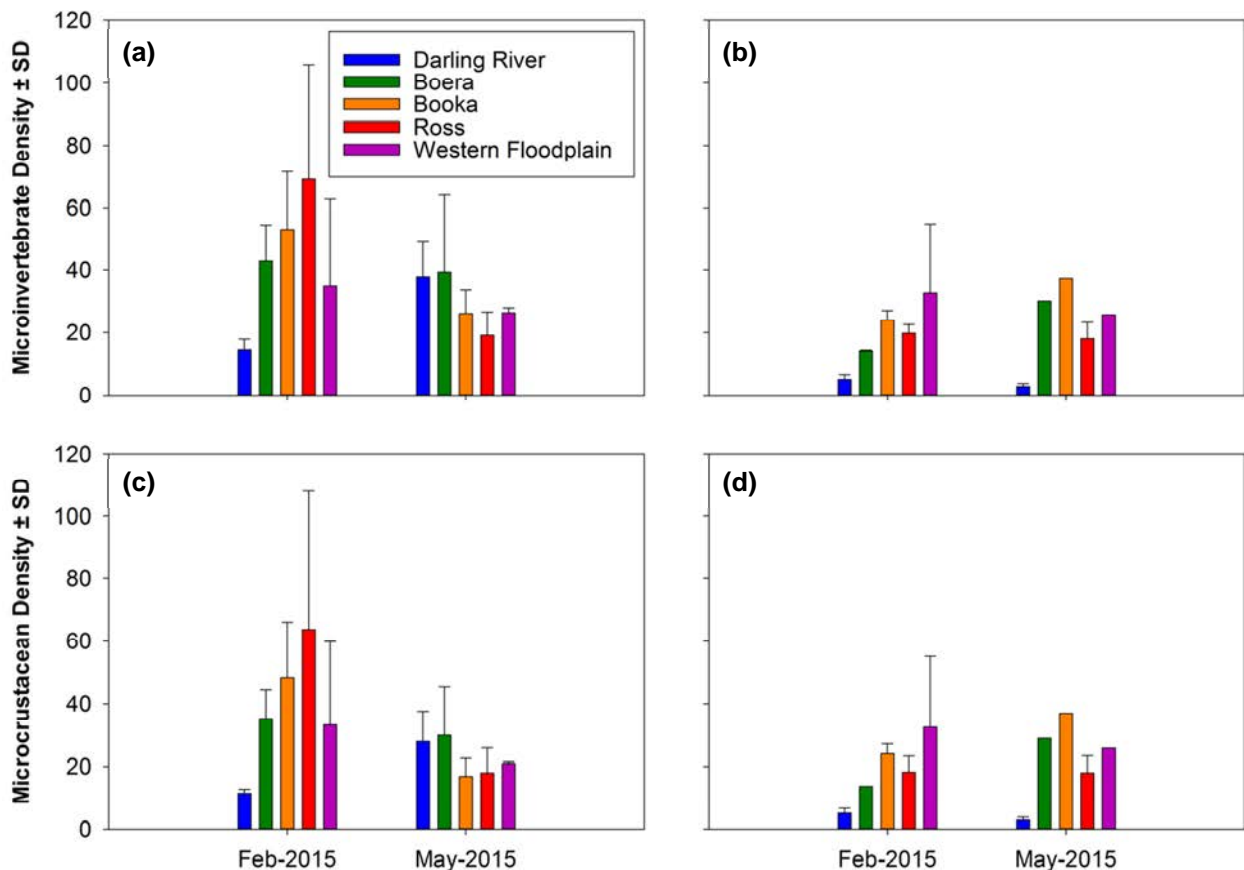 Microinvertebrate Density ± SD
120
100
80
60
40
20
0
(a)
Darling River
Boera
Booka
Ross
Western Floodplain
(b)
Microcrustacean Density ± SD
120
100
80
60
40
20
0
(c)
(d)
Feb-2015
May-2015
Feb-2015
May-2015